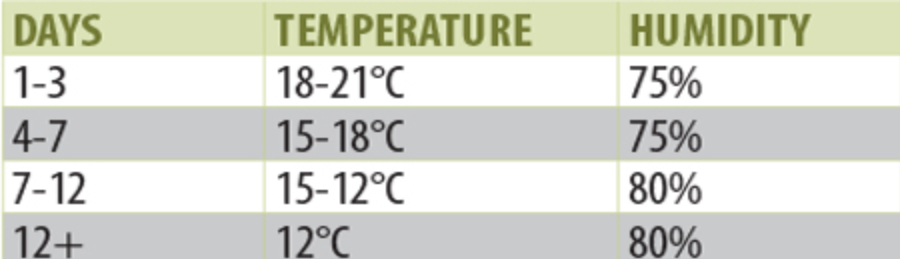 DAYS TEMPERATURE HUMIDITY
1-3 18-21°C 75%
4-7 15-18°C 75%
7-12 15-12°C 80%
12+ 12°C 80%